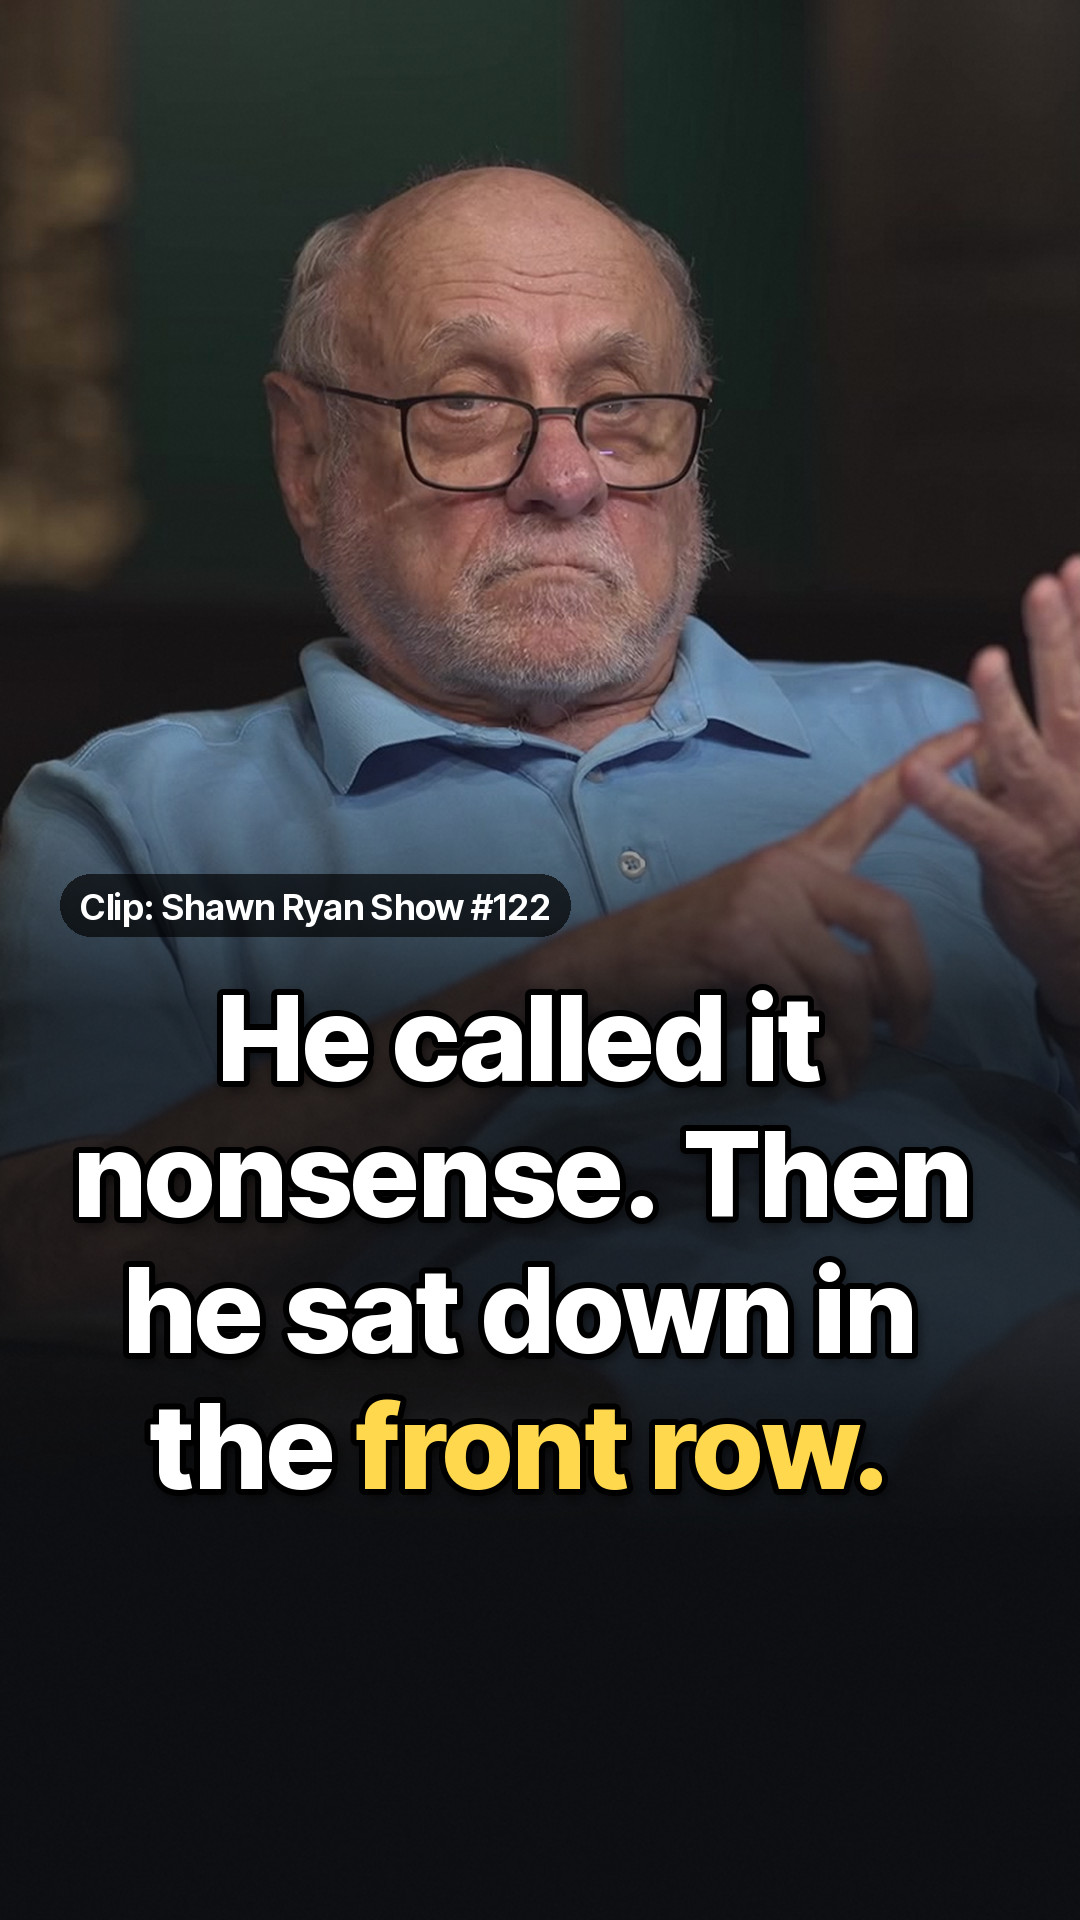 Clip: Shawn Ryan Show #122
He called it
nonsense. Then
he sat down in
the front row.